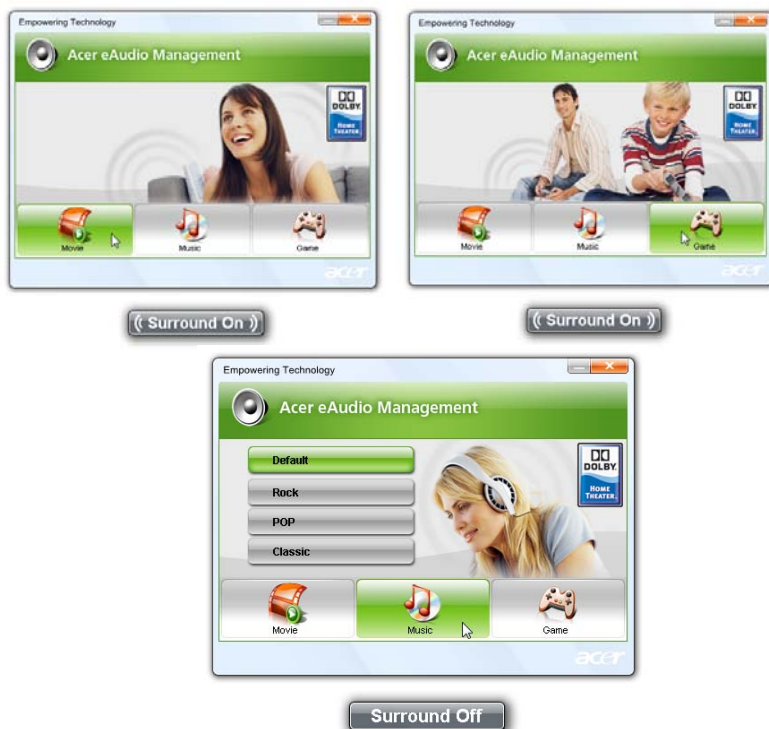 Empowering Technology
Acer eAudio Management
DOLBY
HOME
THEATER
Movie
Music
Game
acer
Empowering Technology
Acer eAudio Management
DOLBY
HOME
THEATER
Movie
Music
Game
acer
(( Surround On ))
(( Surround On ))
Empowering Technology
Acer eAudio Management
Default
Rock
POP
Classic
DOLBY
HOME
THEATER
Movie
Music
Game
acer
Surround Off